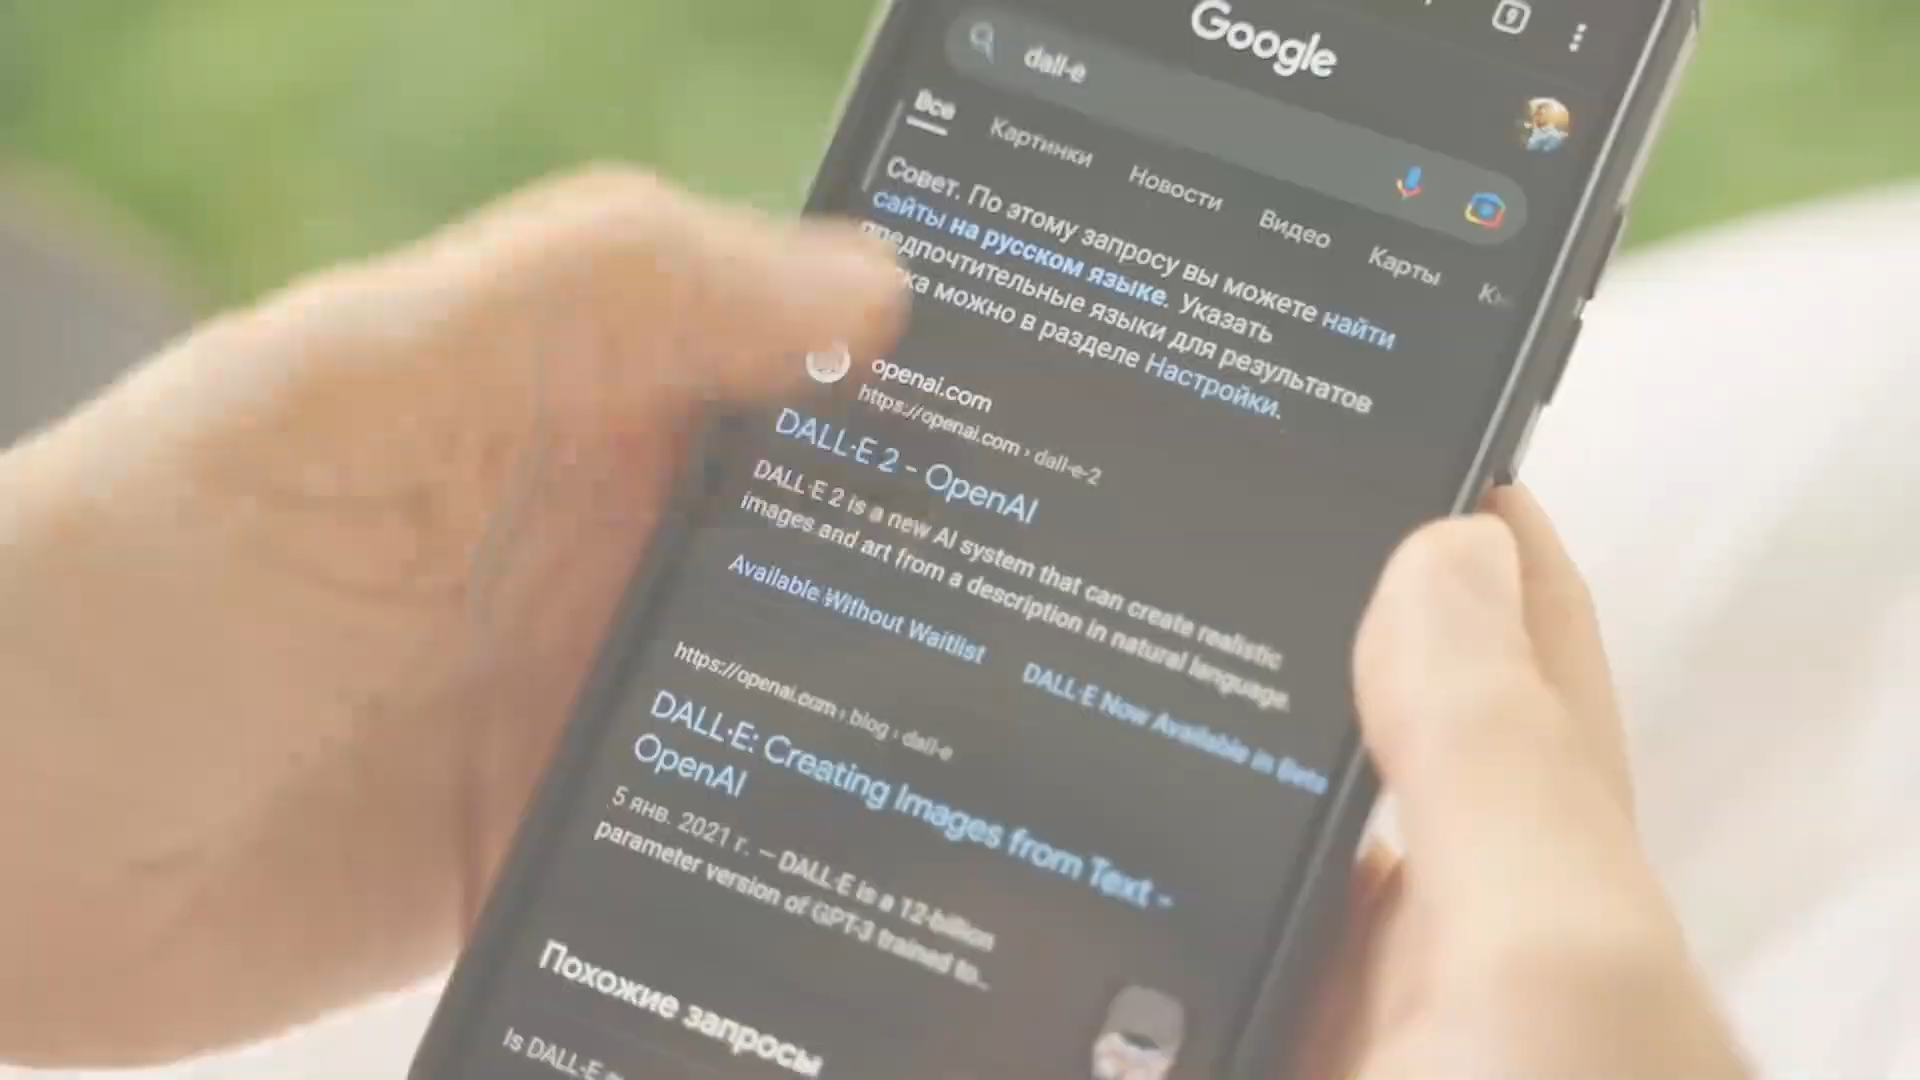 9
Google
dall-e
Все Картинки Новости Видео Карты
Совет. По этому запросу вы можете найти
сайты на русском языке. Указать
предпочтительные языки для результатов
можно в разделе Настройки.
openai.com
https://openai.com › dall-e-2
DALL·E 2 - OpenAI
DALL·E 2 is a new AI system that can create realistic
images and art from a description in natural language.
Available Without Waitlist DALL·E Now Available in Beta
https://openai.com › blog › dall-e
DALL·E: Creating Images from Text -
OpenAI
5 янв. 2021 г. — DALL·E is a 12-billion
parameter version of GPT-3 trained to...
Похожие запросы
Is DALL-E